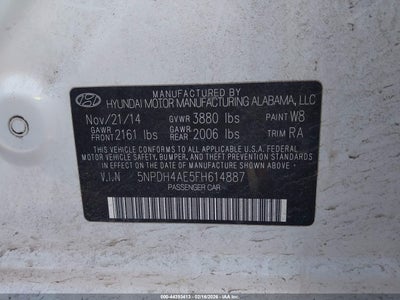 MANUFACTURED BY
HYUNDAI MOTOR MANUFACTURING ALABAMA, LLC
Nov/21/14 GVWR 3880 lbs PAINT W8
GAWR FRONT 2161 lbs GAWR REAR 2006 lbs TRIM RA
THIS VEHICLE CONFORMS TO ALL APPLICABLE U.S. FEDERAL
MOTOR VEHICLE SAFETY, BUMPER, AND THEFT PREVENTION STANDARDS
IN EFFECT ON THE DATE OF MANUFACTURE SHOWN ABOVE.
V.I.N 5NPDH4AE5FH614887
PASSENGER CAR